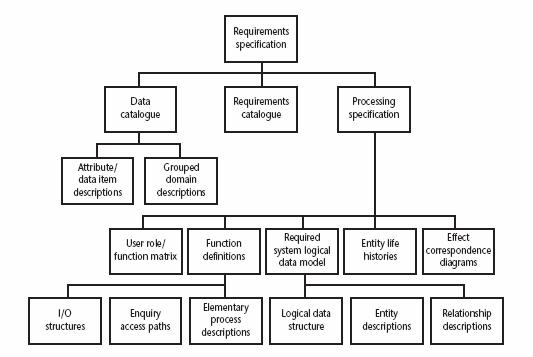 Requirements
specification
Data
catalogue
Requirements
catalogue
Processing
specification
Attribute/
data item
descriptions
Grouped
domain
descriptions
User role/
function matrix
Function
definitions
Required
system logical
data model
Entity life
histories
Effect
correspondence
diagrams
I/O
structures
Enquiry
access paths
Elementary
process
descriptions
Logical data
structure
Entity
descriptions
Relationship
descriptions